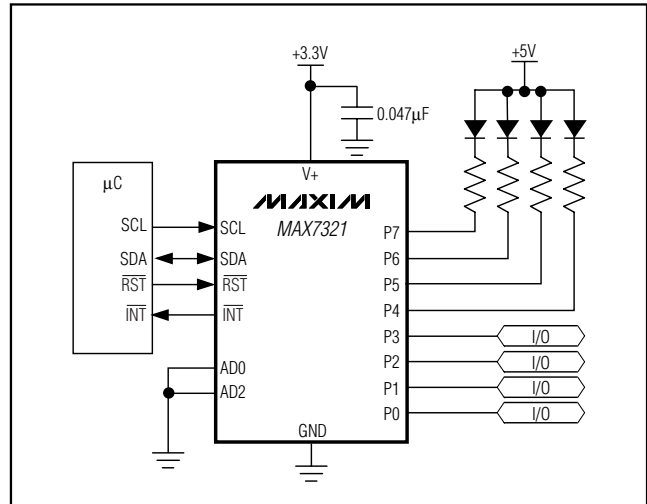 +3.3V
+5V
0.047μF
μC
V+
MAXIM
MAX7321
SCL
SCL
P7
SDA
SDA
P6
RST
RST
P5
INT
INT
P4
P3
I/O
AD0
P2
I/O
AD2
P1
I/O
P0
I/O
GND